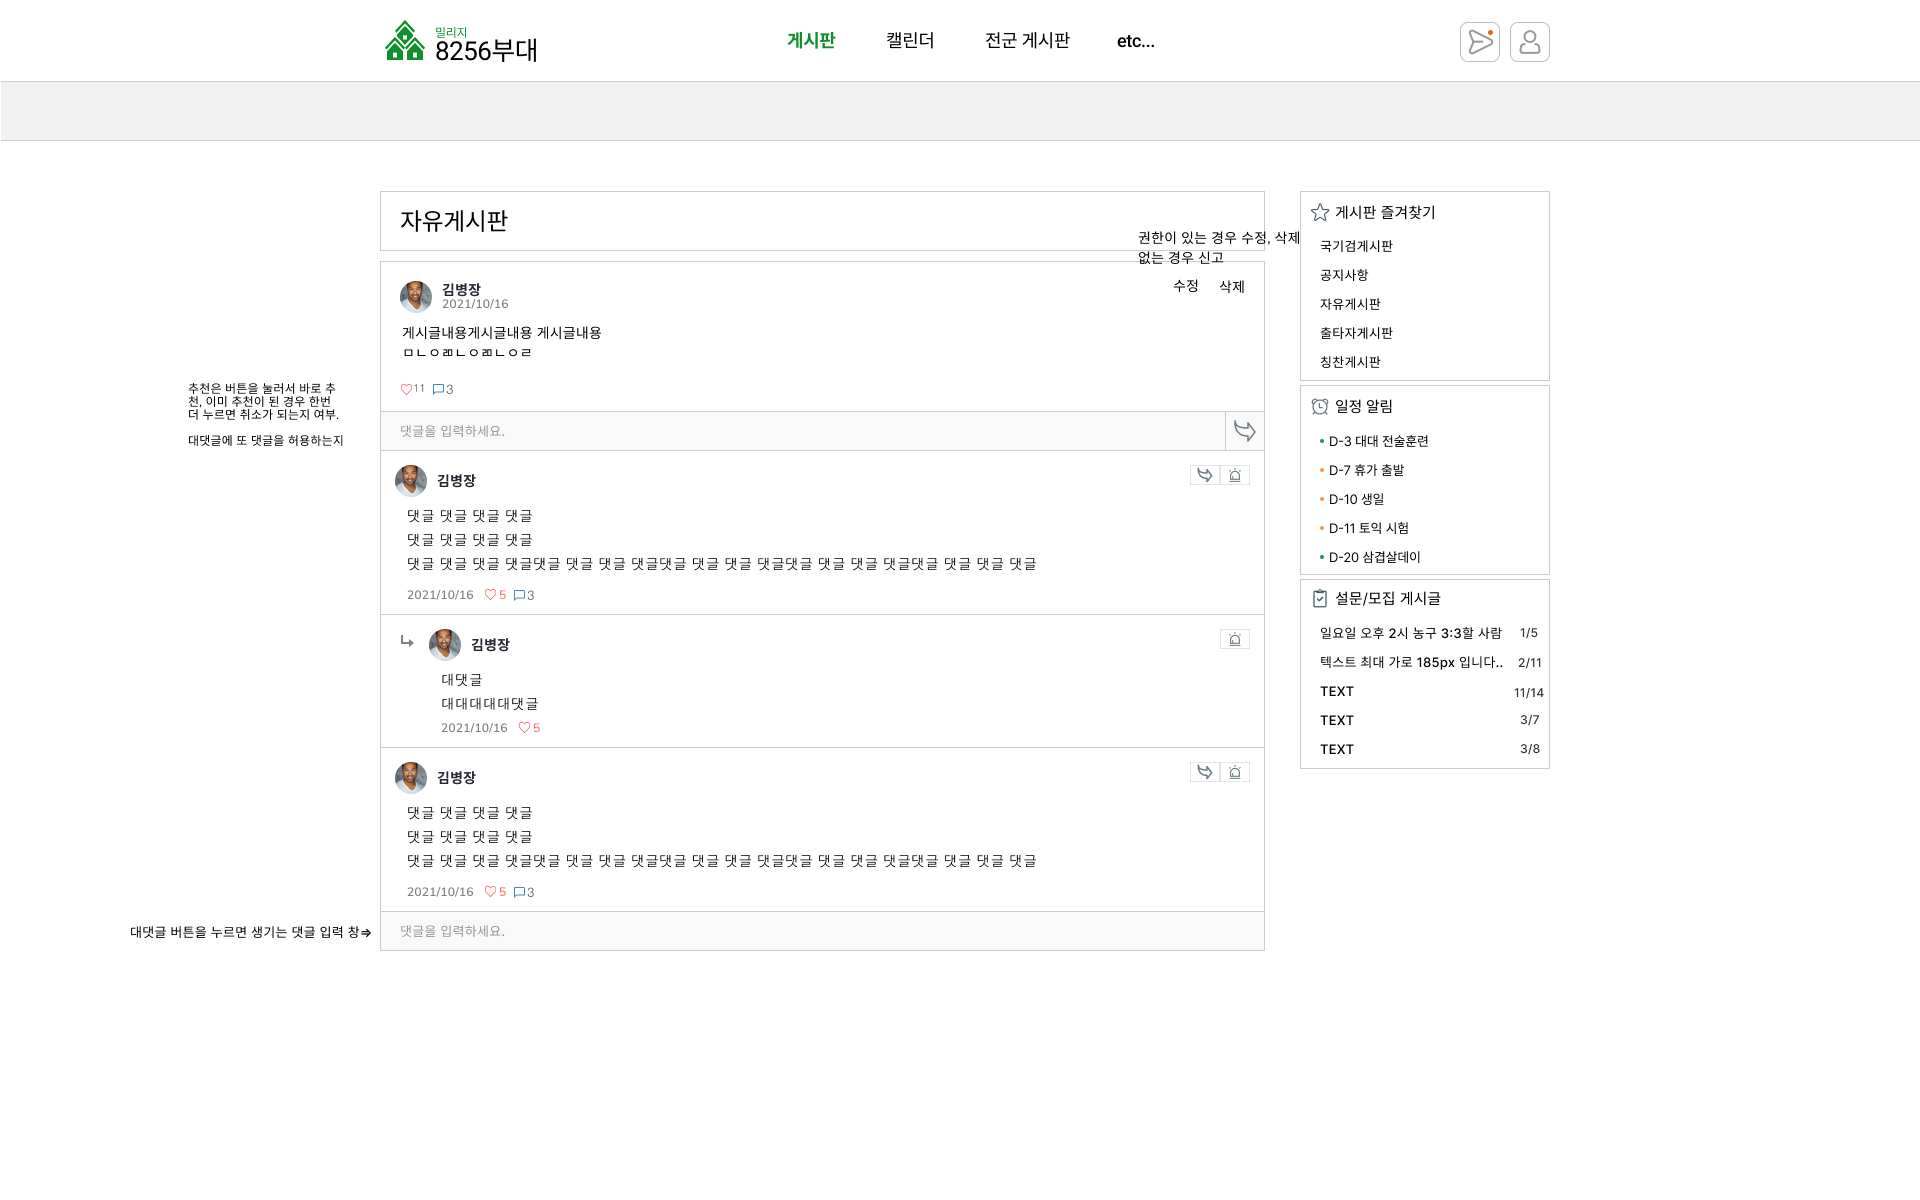 밀리지
8256부대
게시판
캘린더
전군 게시판
etc...
자유게시판
권한이 있는 경우 수정, 삭제
없는 경우 신고
수정
삭제
김병장
2021/10/16
게시글내용게시글내용 게시글내용
11
3
추천은 버튼을 눌러서 바로 추
천, 이미 추천이 된 경우 한번
더 누르면 취소가 되는지 여부.
대댓글에 또 댓글을 허용하는지
댓글을 입력하세요.
김병장
댓글 댓글 댓글 댓글
댓글 댓글 댓글 댓글
댓글 댓글 댓글 댓글댓글 댓글 댓글 댓글댓글 댓글 댓글 댓글댓글 댓글 댓글 댓글댓글 댓글 댓글 댓글
2021/10/16
5
3
김병장
대댓글
대대대대대댓글
2021/10/16
5
김병장
댓글 댓글 댓글 댓글
댓글 댓글 댓글 댓글
댓글 댓글 댓글 댓글댓글 댓글 댓글 댓글댓글 댓글 댓글 댓글댓글 댓글 댓글 댓글댓글 댓글 댓글 댓글
2021/10/16
5
3
대댓글 버튼을 누르면 생기는 댓글 입력 창⇒
댓글을 입력하세요.
게시판 즐겨찾기
국기검게시판
공지사항
자유게시판
출타자게시판
칭찬게시판
일정 알림
• D-3 대대 전술훈련
• D-7 휴가 출발
• D-10 생일
• D-11 토익 시험
• D-20 삼겹살데이
설문/모집 게시글
일요일 오후 2시 농구 3:3할 사람 1/5
텍스트 최대 가로 185px 입니다.. 2/11
TEXT 11/14
TEXT 3/7
TEXT 3/8